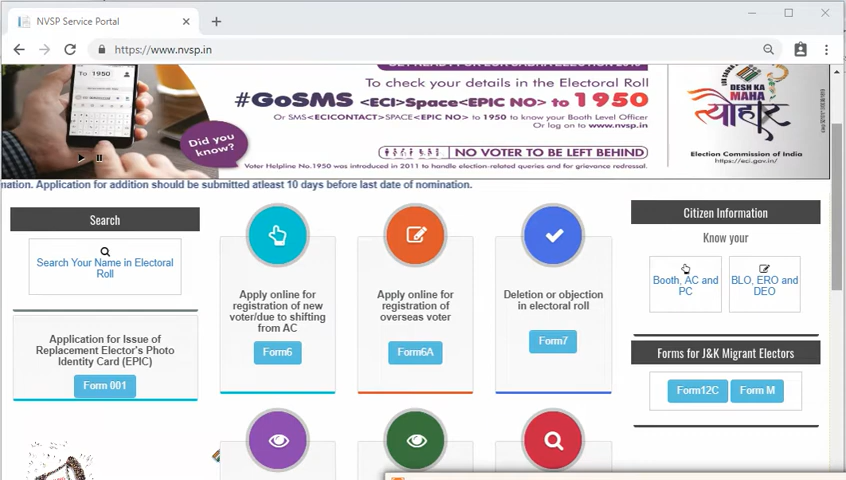 NVSP Service Portal
https://www.nvsp.in
To 1950
To check your details in the Electoral Roll
#GoSMS <ECI>Space<EPIC NO> to 1950
Or SMS<ECICONTACT>SPACE<EPIC NO> to 1950 to know your Booth Level Officer
Or log on to www.nvsp.in
Did you
know?
NO VOTER TO BE LEFT BEHIND
Voter Helpline No.1950 was introduced in 2011 to handle election-related queries and for grievance redressal.
DESH KA
MAHA
त्यौहार
Election Commission of India
https://eci.gov.in/
nation. Application for addition should be submitted atleast 10 days before last date of nomination.
Search
Search Your Name in Electoral
Roll
Application for Issue of
Replacement Elector's Photo
Identity Card (EPIC)
Form 001
Apply online for
registration of new
voter/due to shifting
from AC
Form6
Apply online for
registration of
overseas voter
Form6A
Deletion or objection
in electoral roll
Form7
Citizen Information
Know your
Booth, AC and
PC
BLO, ERO and
DEO
Forms for J&K Migrant Electors
Form12C
Form M